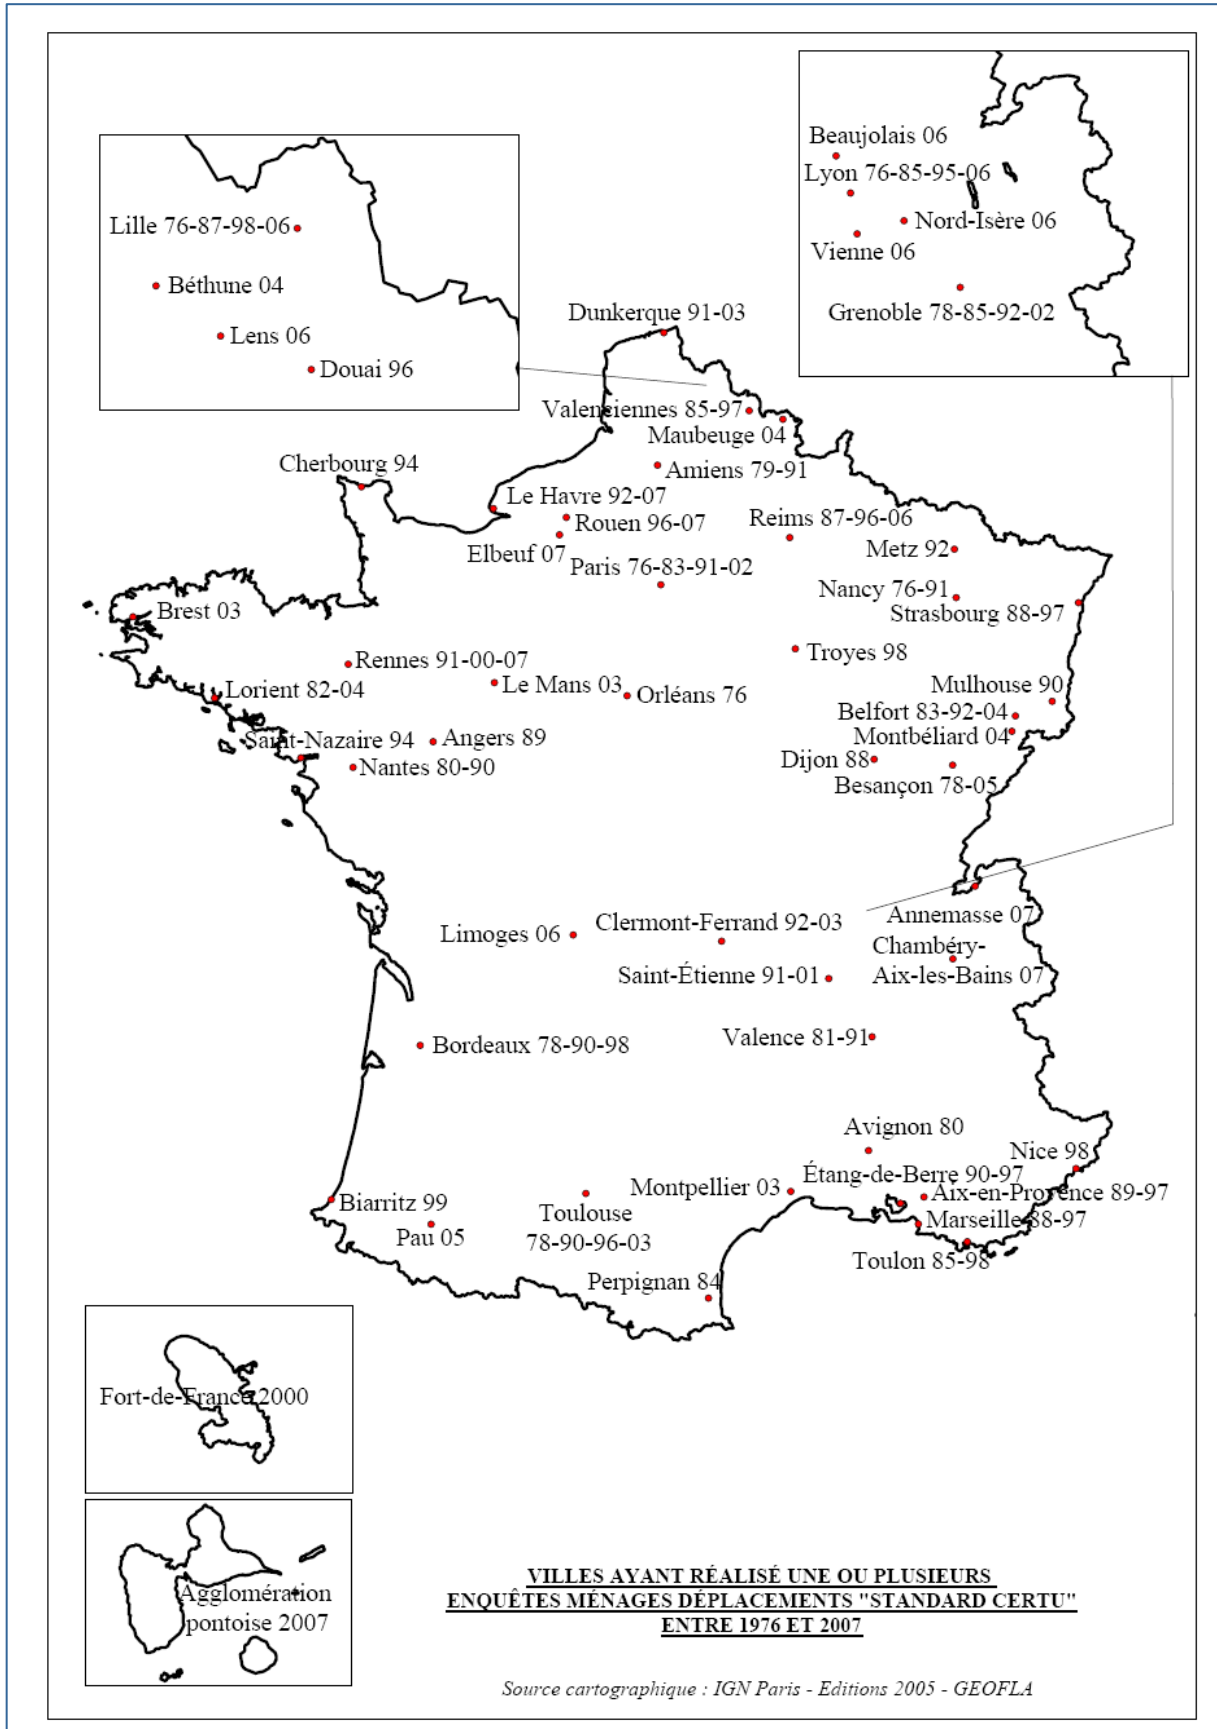 Beaujolais 06
Lyon 76-85-95-06
Nord-Isère 06
Vienne 06
Grenoble 78-85-92-02
Lille 76-87-98-06
Béthune 04
Lens 06
Douai 96
Dunkerque 91-03
Valenciennes 85-97
Maubeuge 04
Cherbourg 94
Amiens 79-91
Le Havre 92-07
Rouen 96-07
Reims 87-96-06
Elbeuf 07
Metz 92
Paris 76-83-91-02
Nancy 76-91
Strasbourg 88-97
Brest 03
Troyes 98
Rennes 91-00-07
Le Mans 03
Orléans 76
Mulhouse 90
Lorient 82-04
Belfort 83-92-04
Saint-Nazaire 94
Angers 89
Montbéliard 04
Nantes 80-90
Dijon 88
Besançon 78-05
Annemasse 07
Clermont-Ferrand 92-03
Limoges 06
Chambéry-
Aix-les-Bains 07
Saint-Étienne 91-01
Valence 81-91
Bordeaux 78-90-98
Avignon 80
Nice 98
Étang-de-Berre 90-97
Montpellier 03
Aix-en-Provence 89-97
Biarritz 99
Toulouse
78-90-96-03
Marseille 88-97
Pau 05
Toulon 85-98
Perpignan 84
Fort-de-France 2000
Agglomération
pontoise 2007
VILLES AYANT RÉALISÉ UNE OU PLUSIEURS
ENQUÊTES MÉNAGES DÉPLACEMENTS "STANDARD CERTU"
ENTRE 1976 ET 2007
Source cartographique : IGN Paris - Editions 2005 - GEOFLA